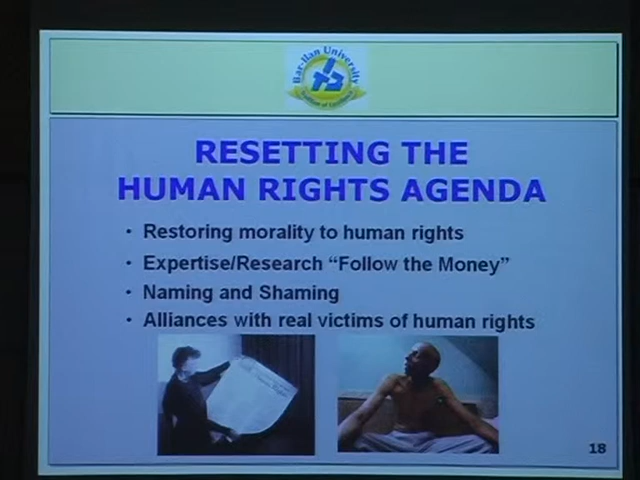 Bar-Ilan University
RESETTING THE
HUMAN RIGHTS AGENDA
• Restoring morality to human rights
• Expertise/Research “Follow the Money”
• Naming and Shaming
• Alliances with real victims of human rights
18